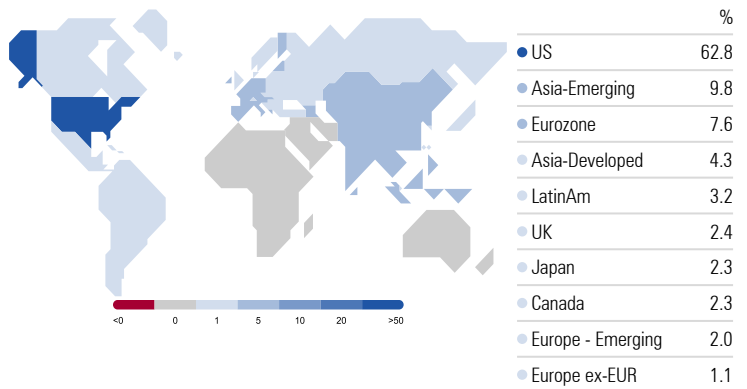 %
US 62.8
Asia-Emerging 9.8
Eurozone 7.6
Asia-Developed 4.3
LatinAm 3.2
UK 2.4
Japan 2.3
Canada 2.3
Europe - Emerging 2.0
Europe ex-EUR 1.1
<0 0 1 5 10 20 >50